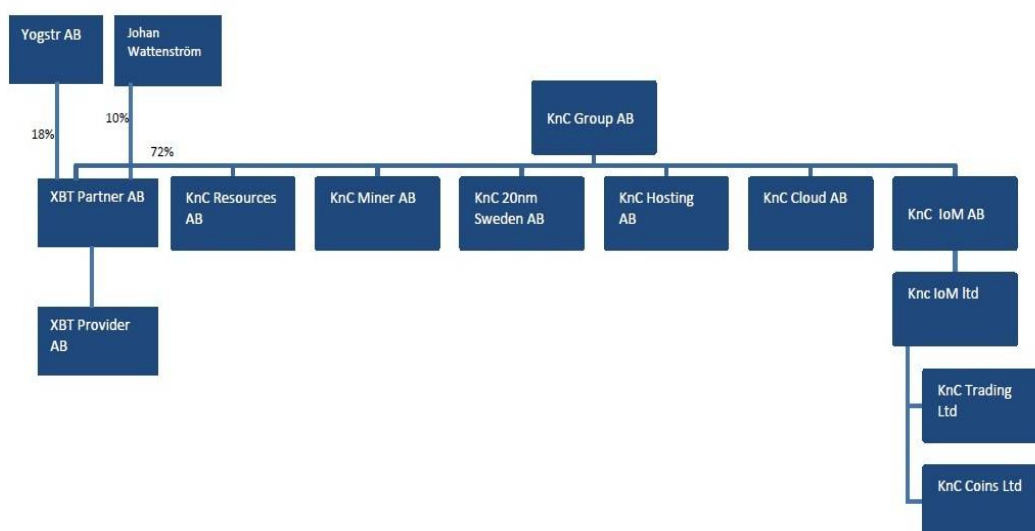 Yogstr AB
Johan
Wattenström
KnC Group AB
18%
10%
72%
XBT Partner AB
KnC Resources
AB
KnC Miner AB
KnC 20nm
Sweden AB
KnC Hosting
AB
KnC Cloud AB
KnC IoM AB
Knc IoM ltd
XBT Provider
AB
KnC Trading
Ltd
KnC Coins Ltd